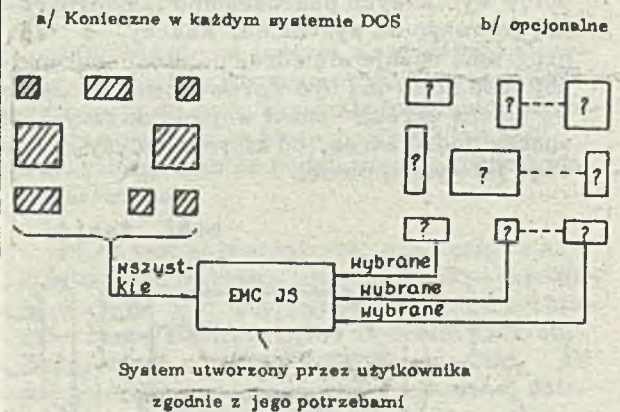 a/ Konieczne w każdym systemie DOS
b/ opcjonalne
? ? ?
? ? ?
? ? ?
wszyst-
kie
EMC JS
wybrane
wybrane
wybrane
System utworzony przez użytkownika
zgodnie z jego potrzebami